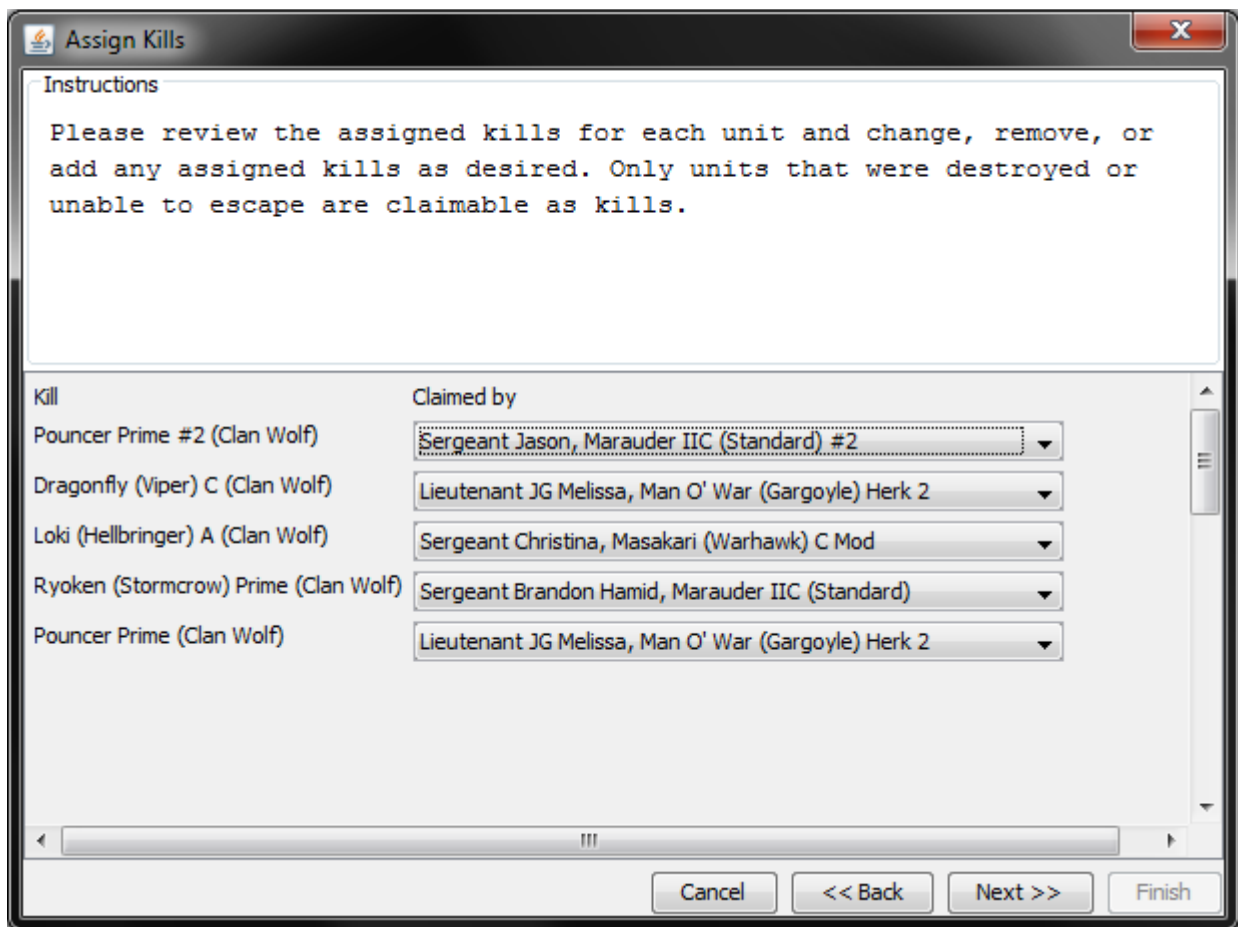 Assign Kills
Instructions
Please review the assigned kills for each unit and change, remove, or
add any assigned kills as desired. Only units that were destroyed or
unable to escape are claimable as kills.
Kill Claimed by
Pouncer Prime #2 (Clan Wolf) Sergeant Jason, Marauder IIC (Standard) #2
Dragonfly (Viper) C (Clan Wolf) Lieutenant JG Melissa, Man O' War (Gargoyle) Herk 2
Loki (Hellbringer) A (Clan Wolf) Sergeant Christina, Masakari (Warhawk) C Mod
Ryoken (Stormcrow) Prime (Clan Wolf) Sergeant Brandon Hamid, Marauder IIC (Standard)
Pouncer Prime (Clan Wolf) Lieutenant JG Melissa, Man O' War (Gargoyle) Herk 2
Cancel << Back Next >> Finish